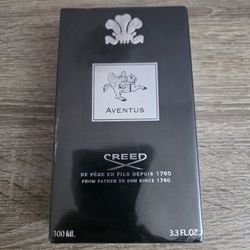 AVENTUS
CREED
DE PÈRE EN FILS DEPUIS 1760
FROM FATHER TO SON SINCE 1760
100 ML 3.3 FL.OZ